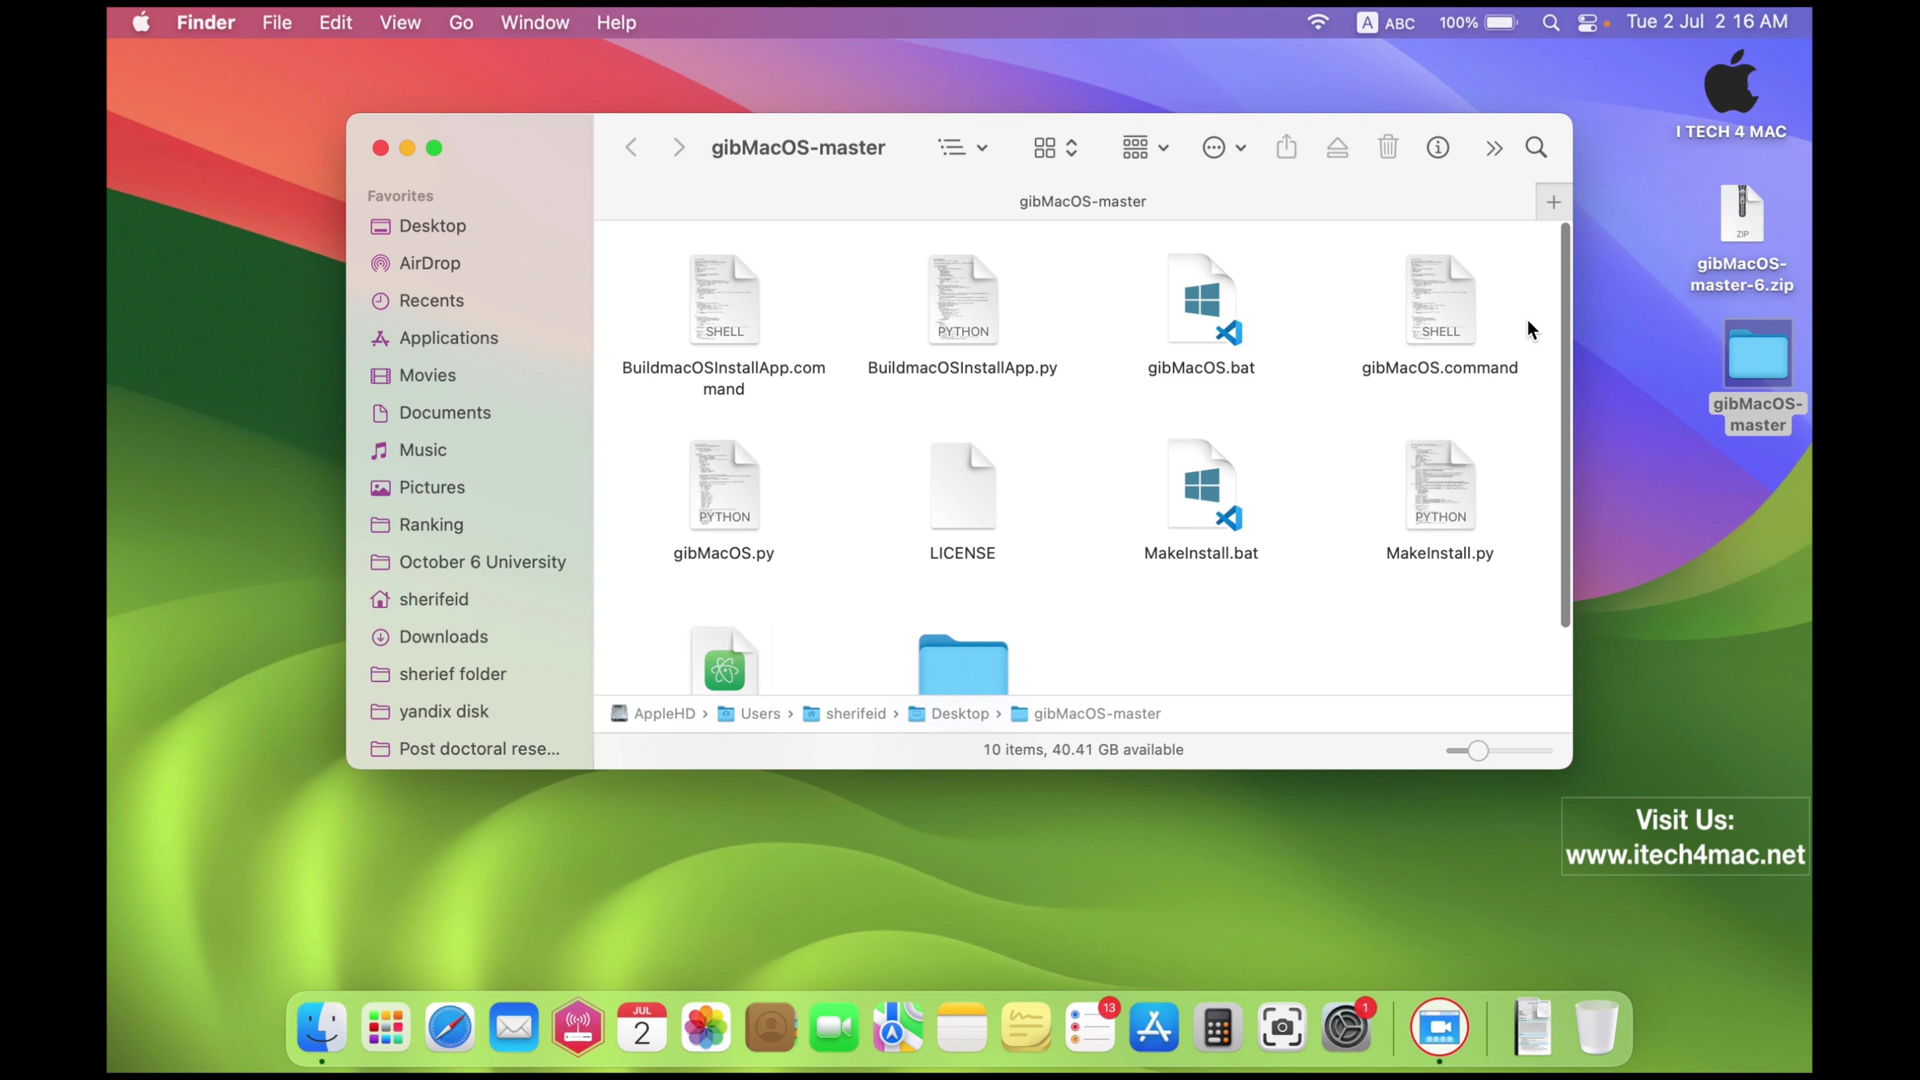 Finder File Edit View Go Window Help
A ABC 100% Tue 2 Jul 2 16 AM
I TECH 4 MAC
ZIP
gibMacOS-
master-6.zip
gibMacOS-
master
gibMacOS-master
gibMacOS-master
Favorites
Desktop
AirDrop
Recents
Applications
Movies
Documents
Music
Pictures
Ranking
October 6 University
sherifeid
Downloads
sherief folder
yandix disk
Post doctoral rese...
SHELL
BuildmacOSInstallApp.com
mand
PYTHON
BuildmacOSInstallApp.py
gibMacOS.bat
SHELL
gibMacOS.command
PYTHON
gibMacOS.py
LICENSE
MakeInstall.bat
PYTHON
MakeInstall.py
AppleHD › Users › sherifeid › Desktop › gibMacOS-master
10 items, 40.41 GB available
Visit Us:
www.itech4mac.net
JUL
2
13
1